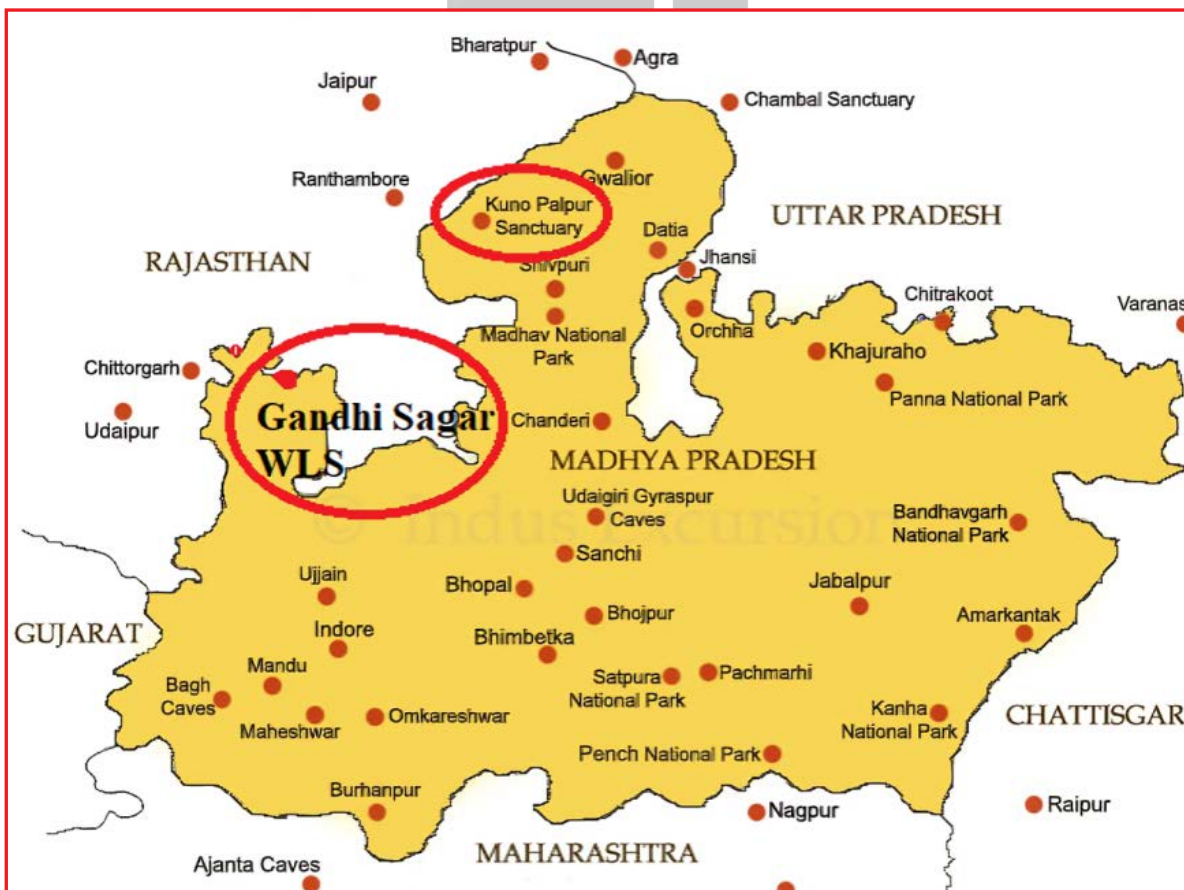 Bharatpur
Agra
Jaipur
Chambal Sanctuary
Gwalior
Ranthambore
Kuno Palpur
Sanctuary
UTTAR PRADESH
Datia
RAJASTHAN
Jhansi
Shivpuri
Chitrakoot
Varanas
Orchha
Madhav National
Park
Khajuraho
Chittorgarh
Panna National Park
Gandhi Sagar
WLS
Chanderi
Udaipur
MADHYA PRADESH
Udaigiri Gyraspur
Caves
Bandhavgarh
National Park
© Indus Excursion
Sanchi
Ujjain
Bhopal
Jabalpur
Bhojpur
Amarkantak
GUJARAT
Indore
Bhimbetka
Mandu
Satpura
National Park
Pachmarhi
Bagh
Caves
Kanha
National Park
CHATTISGAR
Maheshwar
Omkareshwar
Pench National Park
Burhanpur
Nagpur
Raipur
MAHARASHTRA
Ajanta Caves